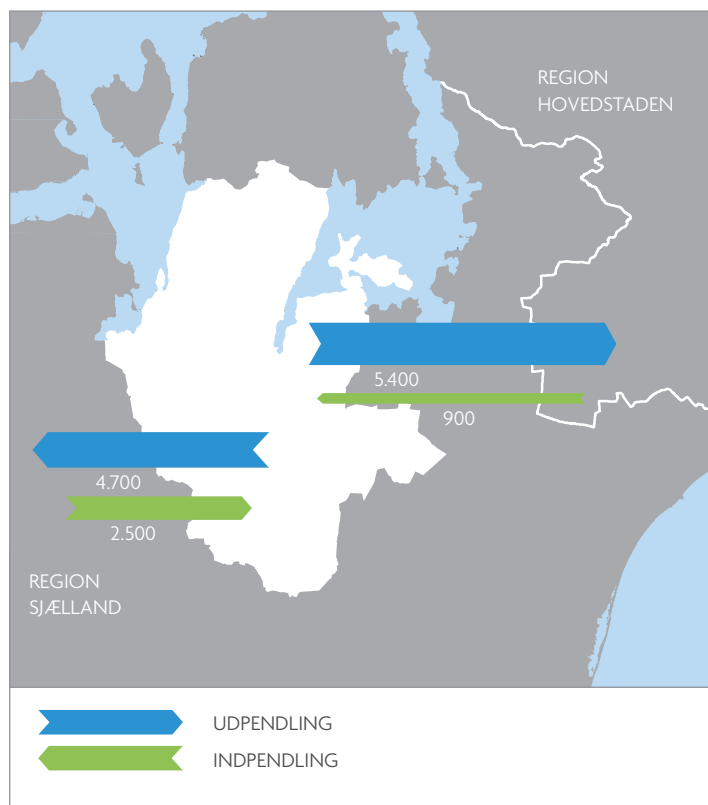 REGION
HOVEDSTADEN
5.400
900
4.700
2.500
REGION
SJÆLLAND
UDPENDLING
INDPENDLING